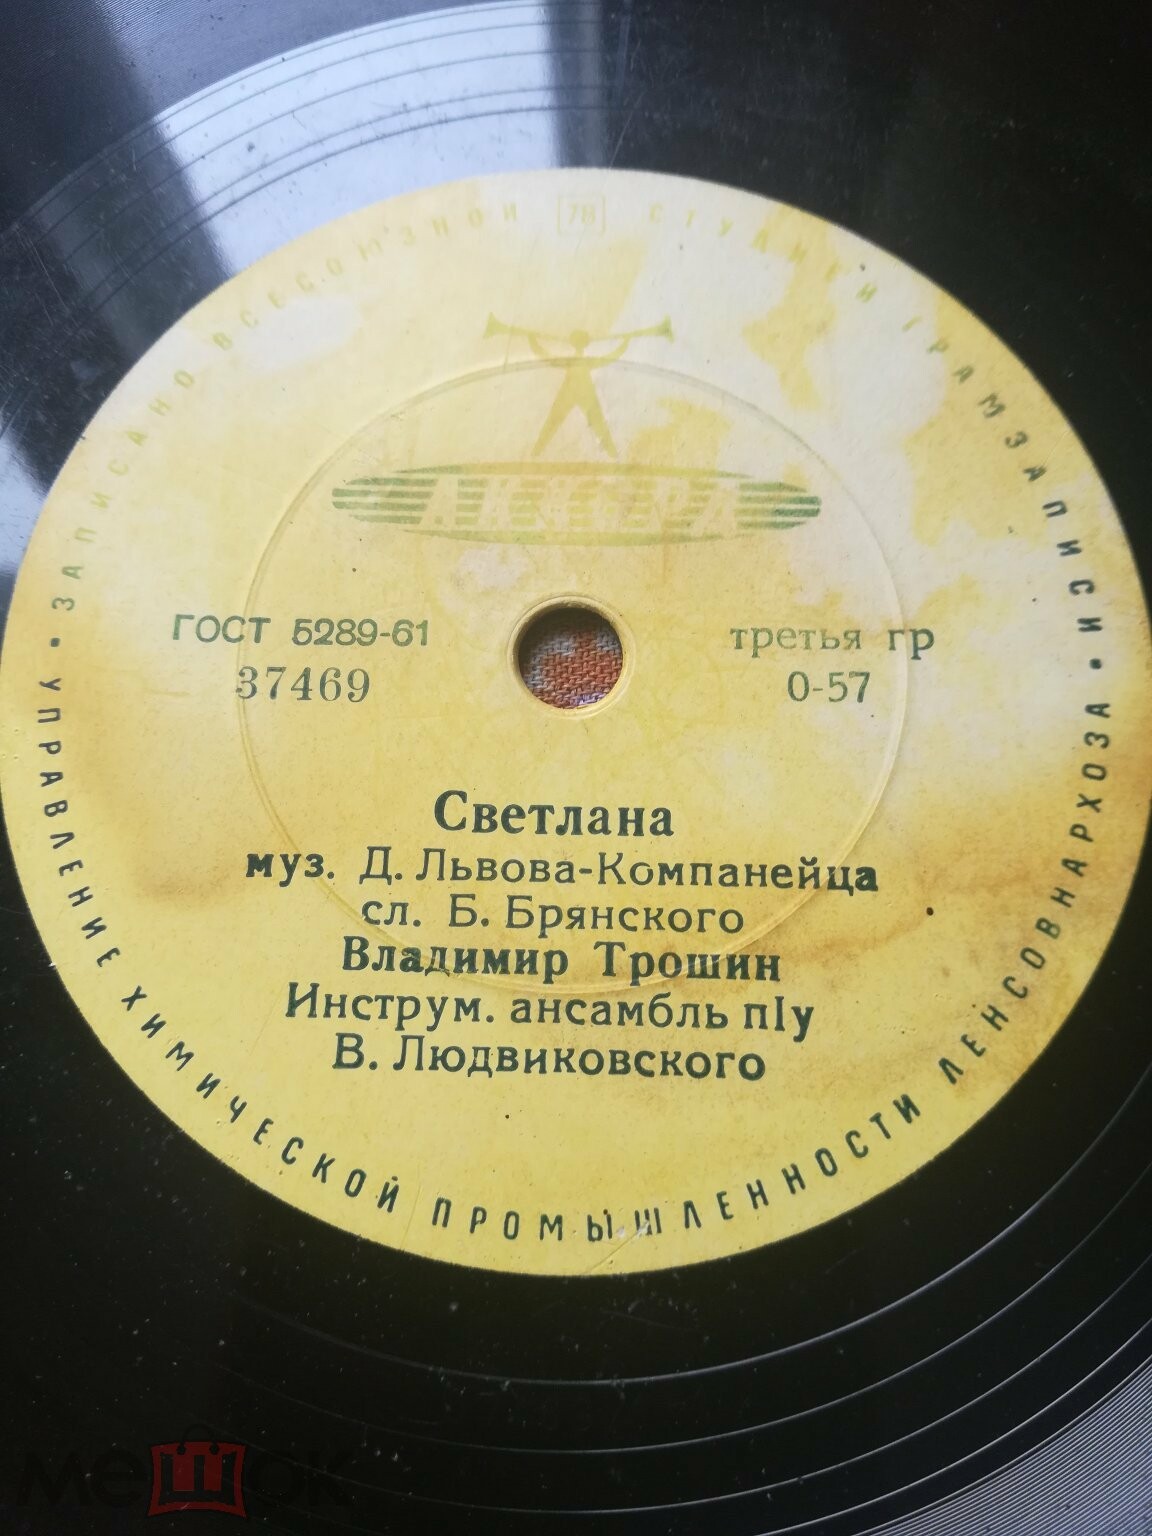 ЗАПИСАНО ВСЕСОЮЗНОЙ 78 СТУДИЕЙ ГРАМЗАПИСИ
ГОСТ 5289-61
37469
третья гр
0-57
Светлана
муз. Д. Львова-Компанейца
сл. Б. Брянского
Владимир Трошин
Инструм. ансамбль п|у
В. Людвиковского
УПРАВЛЕНИЕ ХИМИЧЕСКОЙ ПРОМЫШЛЕННОСТИ ЛЕНСОВНАРХОЗА
мешок